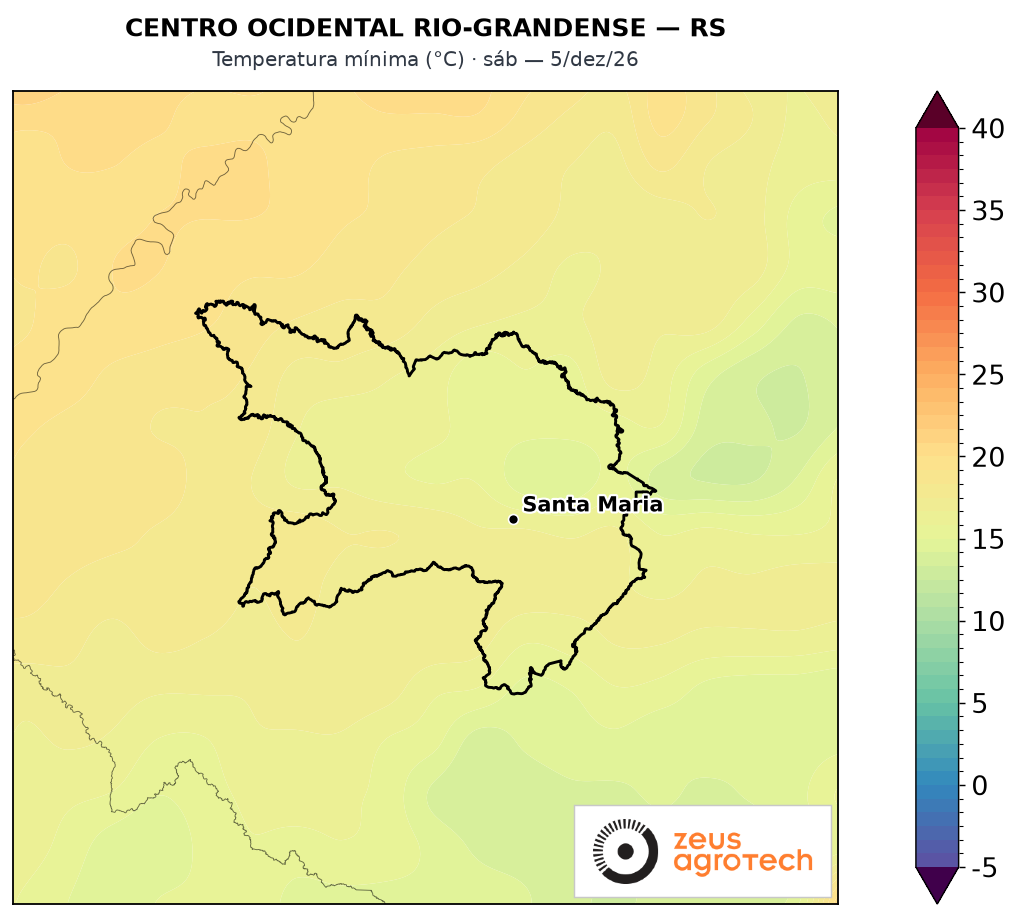 CENTRO OCIDENTAL RIO-GRANDENSE — RS
Temperatura mínima (°C) · sáb — 5/dez/26
40
35
30
25
20
15
10
5
0
-5
Santa Maria
zeus
agrotech